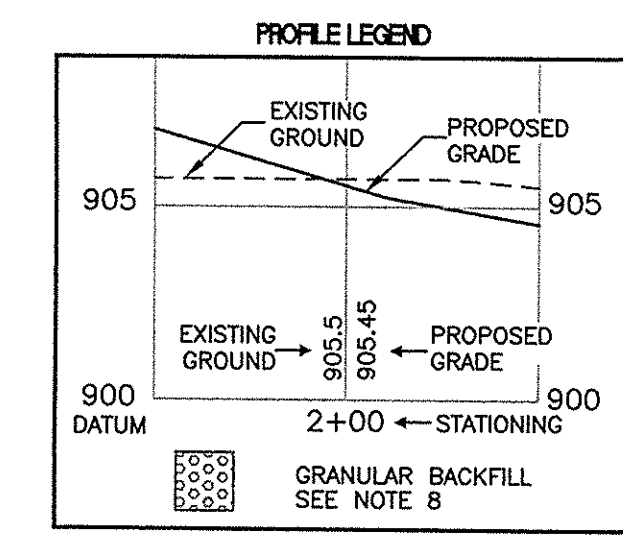 PROFILE LEGEND
EXISTING
GROUND
PROPOSED
GRADE
905
905
EXISTING
GROUND
905.5
905.45
PROPOSED
GRADE
900
900
DATUM
2+00
STATIONING
GRANULAR BACKFILL
SEE NOTE 8